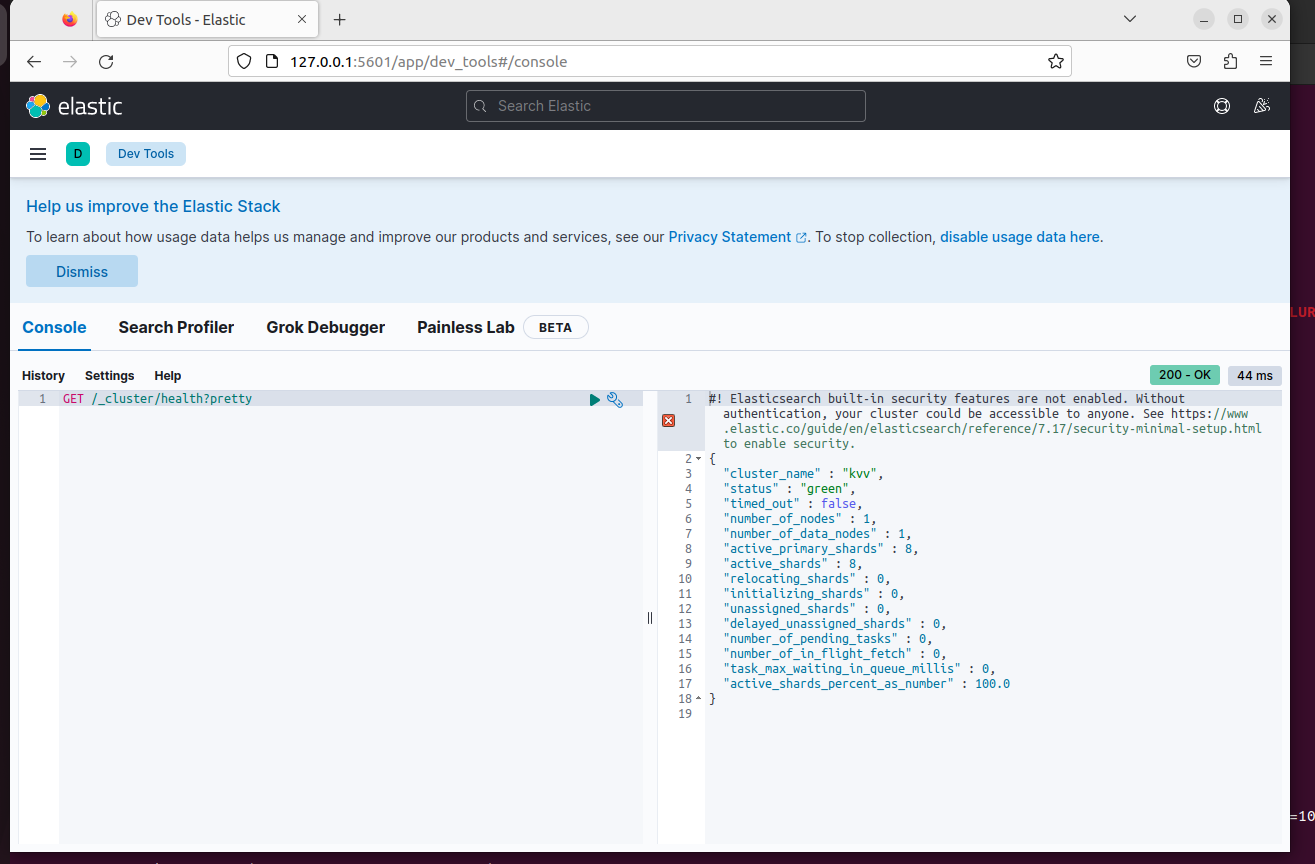 Dev Tools - Elastic
127.0.0.1:5601/app/dev_tools#/console
elastic
Search Elastic
D
Dev Tools
Help us improve the Elastic Stack
To learn about how usage data helps us manage and improve our products and services, see our Privacy Statement. To stop collection, disable usage data here.
Dismiss
Console Search Profiler Grok Debugger Painless Lab BETA
History Settings Help
200 - OK 44 ms
1 GET /_cluster/health?pretty
1 #! Elasticsearch built-in security features are not enabled. Without
authentication, your cluster could be accessible to anyone. See https://www
.elastic.co/guide/en/elasticsearch/reference/7.17/security-minimal-setup.html
to enable security.
2 {
3 "cluster_name" : "kvv",
4 "status" : "green",
5 "timed_out" : false,
6 "number_of_nodes" : 1,
7 "number_of_data_nodes" : 1,
8 "active_primary_shards" : 8,
9 "active_shards" : 8,
10 "relocating_shards" : 0,
11 "initializing_shards" : 0,
12 "unassigned_shards" : 0,
13 "delayed_unassigned_shards" : 0,
14 "number_of_pending_tasks" : 0,
15 "number_of_in_flight_fetch" : 0,
16 "task_max_waiting_in_queue_millis" : 0,
17 "active_shards_percent_as_number" : 100.0
18 }
19
LUR
=10